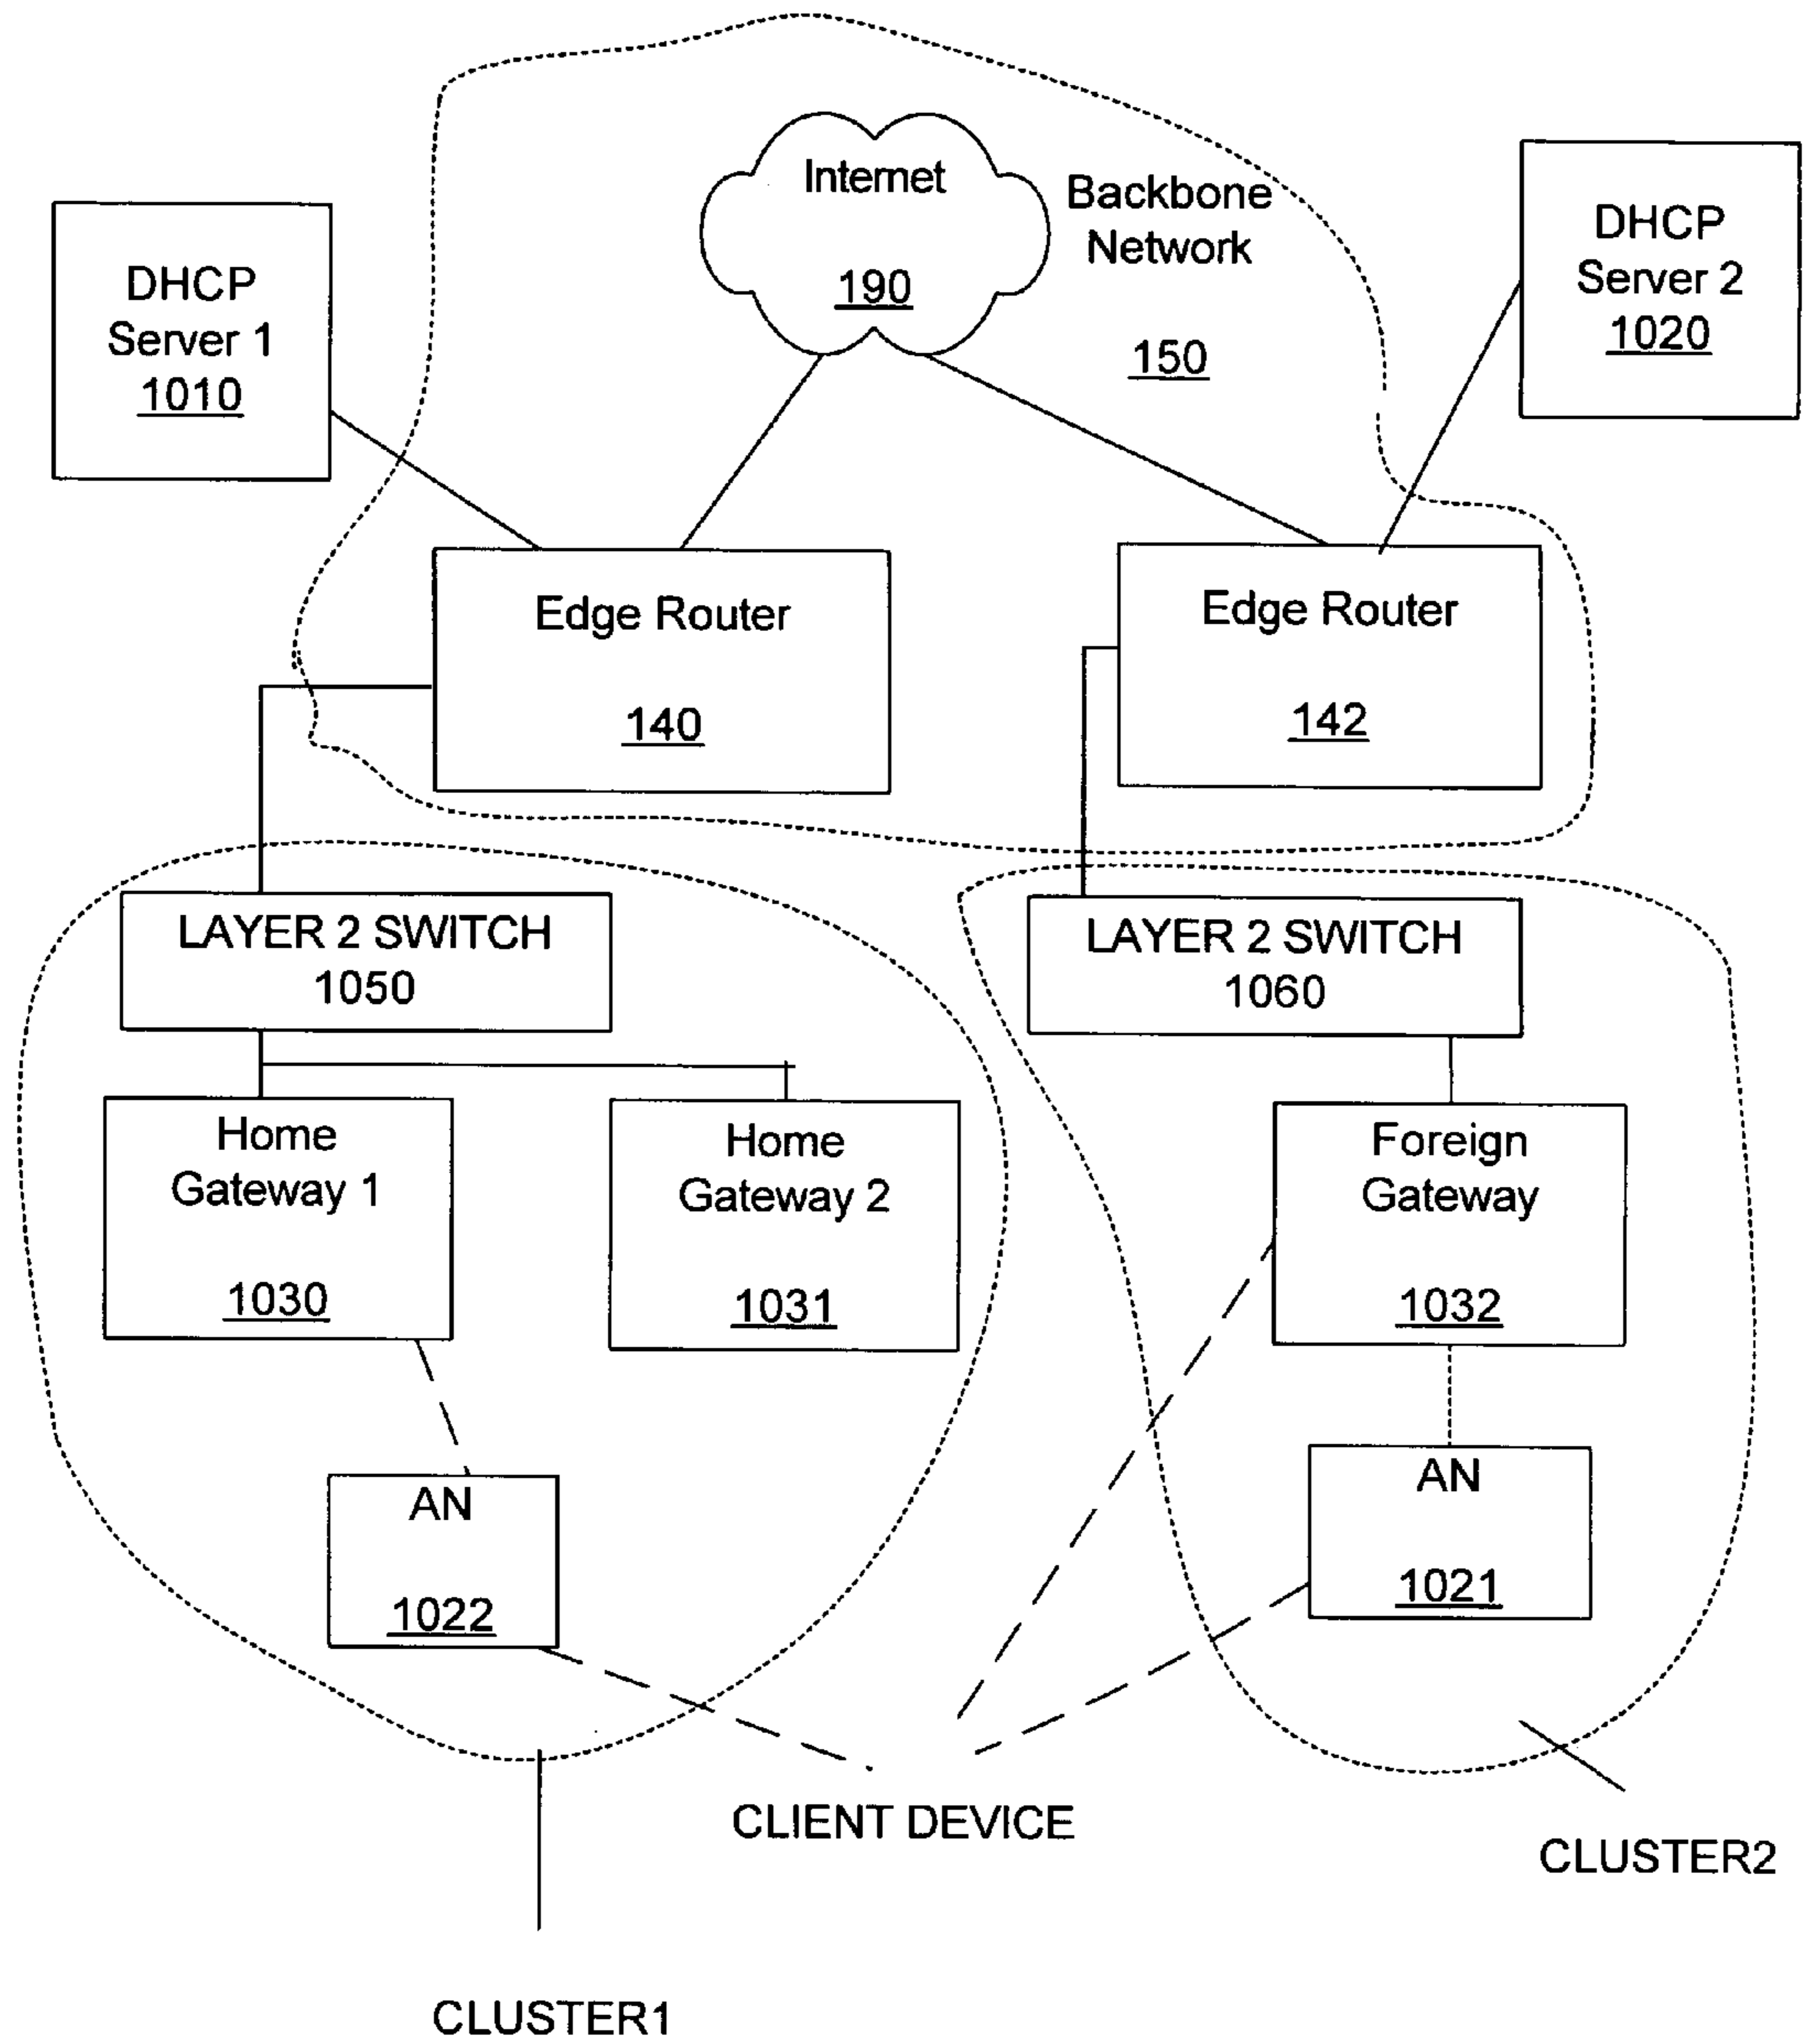 Internet
190
Backbone
Network
150
DHCP
Server 1
1010
DHCP
Server 2
1020
Edge Router
140
Edge Router
142
LAYER 2 SWITCH
1050
LAYER 2 SWITCH
1060
Home
Gateway 1
1030
Home
Gateway 2
1031
Foreign
Gateway
1032
AN
1022
AN
1021
CLIENT DEVICE
CLUSTER2
CLUSTER1